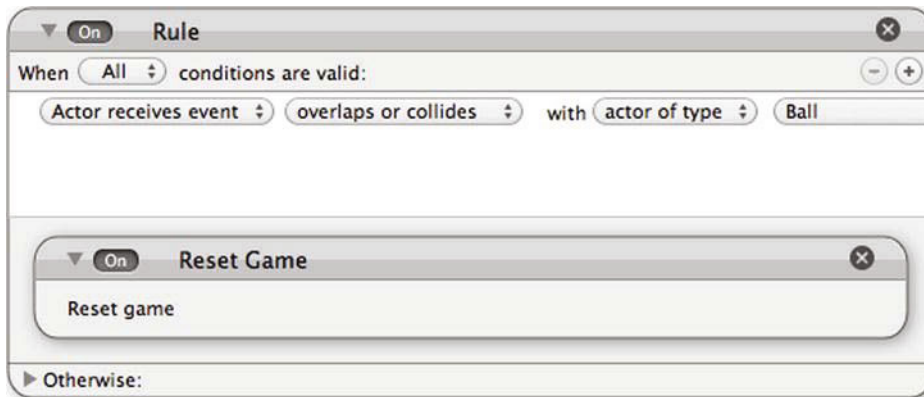 On Rule
When All conditions are valid:
Actor receives event overlaps or collides with actor of type Ball
On Reset Game
Reset game
Otherwise: